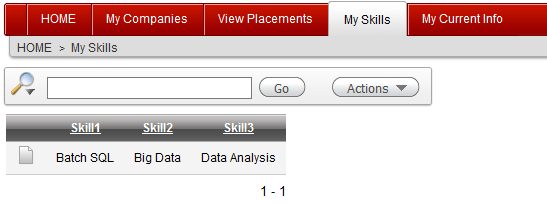 HOME My Companies View Placements My Skills My Current Info
HOME > My Skills
Go Actions
Skill1 Skill2 Skill3
Batch SQL Big Data Data Analysis
1 - 1